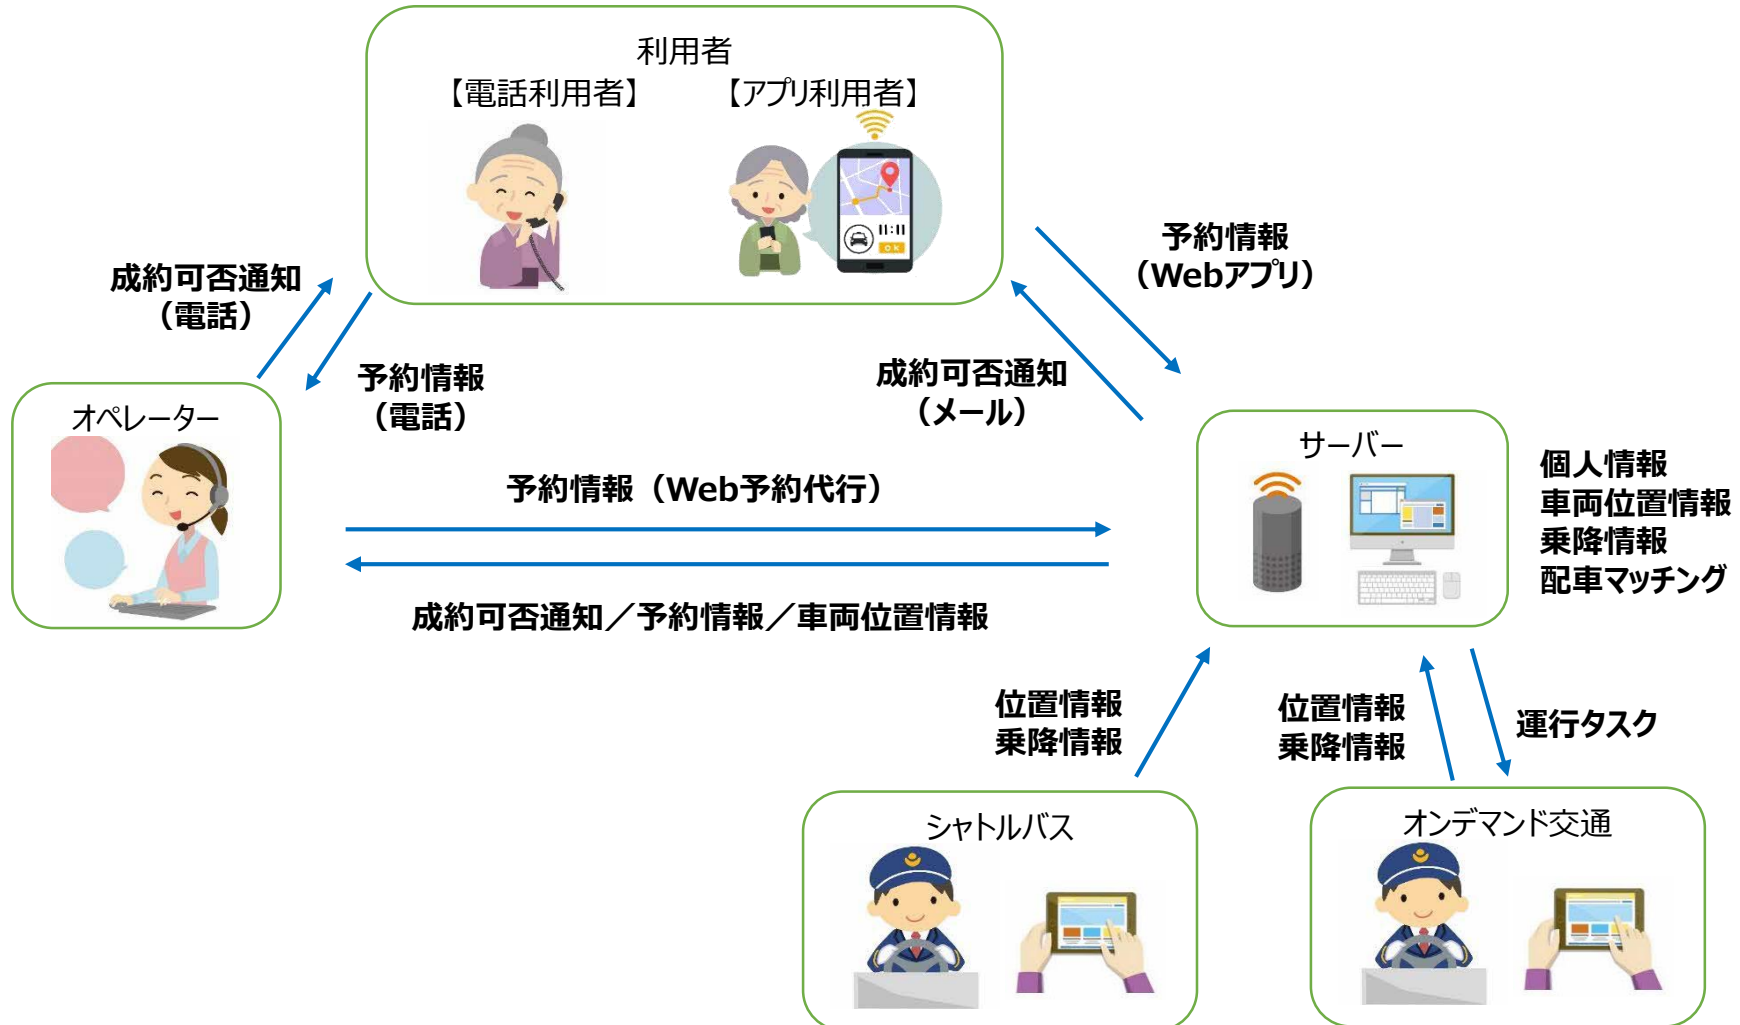 利用者
【電話利用者】
【アプリ利用者】
11:11
OK
予約情報
（Webアプリ）
成約可否通知
（電話）
予約情報
（電話）
成約可否通知
（メール）
オペレーター
サーバー
個人情報
車両位置情報
乗降情報
配車マッチング
予約情報（Web予約代行）
成約可否通知／予約情報／車両位置情報
位置情報
乗降情報
位置情報
乗降情報
運行タスク
シャトルバス
オンデマンド交通